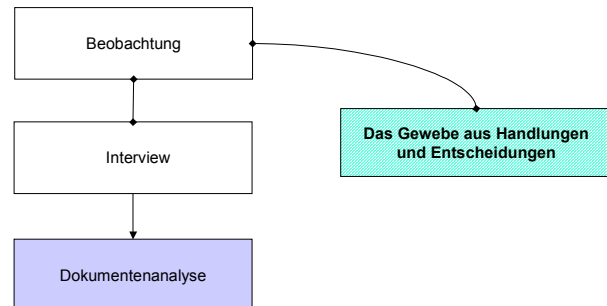 Beobachtung
Das Gewebe aus Handlungen
und Entscheidungen
Interview
Dokumentenanalyse